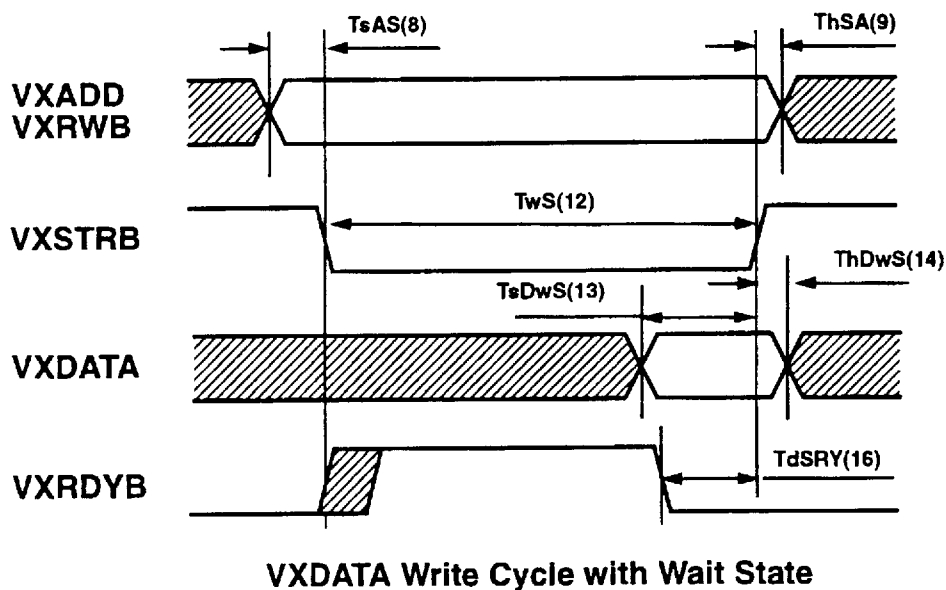 TsAS(8)
ThSA(9)
VXADD
VXRWB
TwS(12)
VXSTRB
ThDwS(14)
TsDwS(13)
VXDATA
TdSRY(16)
VXRDYB
VXDATA Write Cycle with Wait State